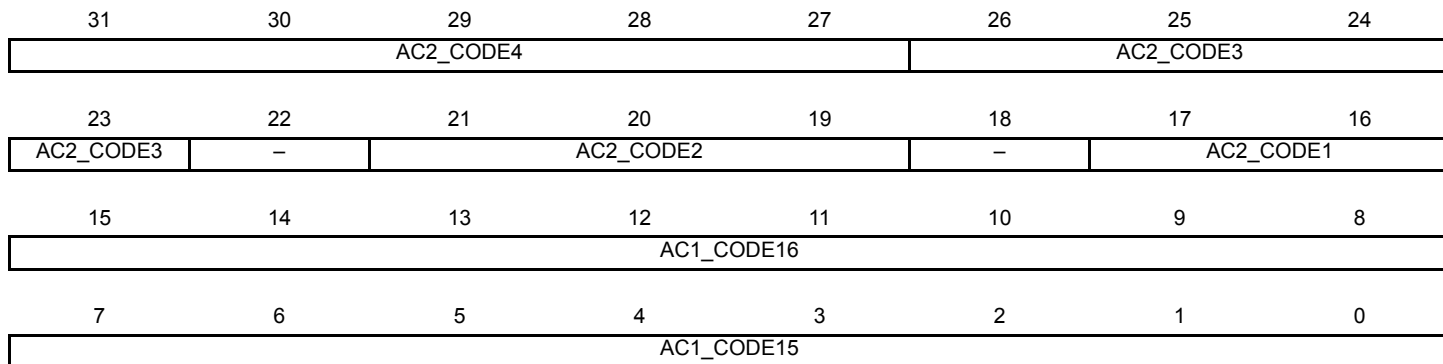 31 30 29 28 27 26 25 24
AC2_CODE4 AC2_CODE3
23 22 21 20 19 18 17 16
AC2_CODE3 – AC2_CODE2 – AC2_CODE1
15 14 13 12 11 10 9 8
AC1_CODE16
7 6 5 4 3 2 1 0
AC1_CODE15